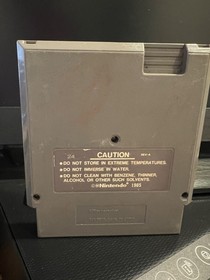 CAUTION
●DO NOT STORE IN EXTREME TEMPERATURES.
●DO NOT IMMERSE IN WATER.
●DO NOT CLEAN WITH BENZENE, THINNER,
ALCOHOL OR OTHER SUCH SOLVENTS.
©Nintendo 1985